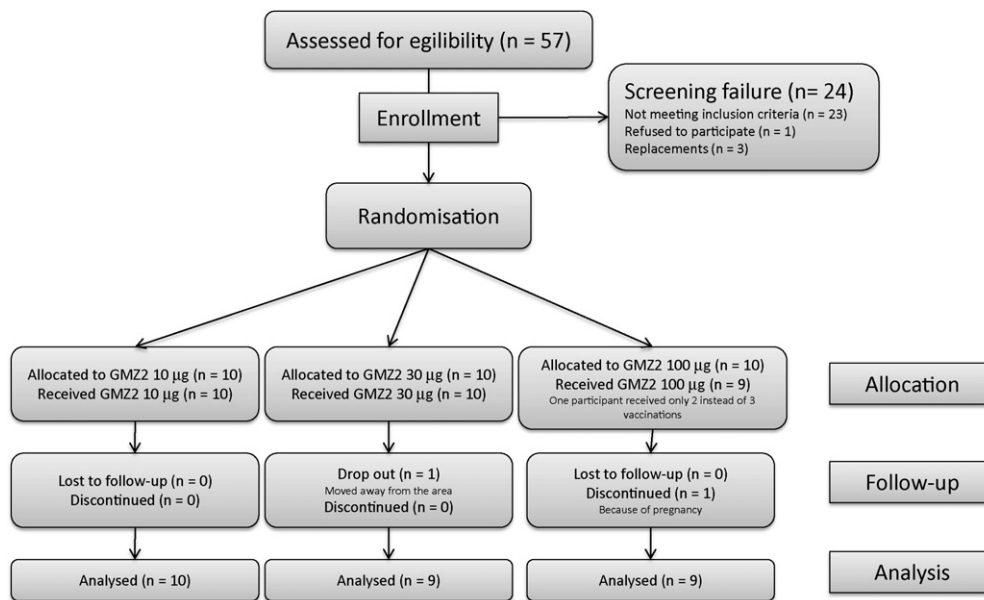 Assessed for egilibility (n = 57)
Enrollment
Screening failure (n= 24)
Not meeting inclusion criteria (n = 23)
Refused to participate (n = 1)
Replacements (n = 3)
Randomisation
Allocated to GMZ2 10 µg (n = 10)
Received GMZ2 10 µg (n = 10)
Allocated to GMZ2 30 µg (n = 10)
Received GMZ2 30 µg (n = 10)
Allocated to GMZ2 100 µg (n = 10)
Received GMZ2 100 µg (n = 9)
One participant received only 2 instead of 3
vaccinations
Allocation
Lost to follow-up (n = 0)
Discontinued (n = 0)
Drop out (n = 1)
Moved away from the area
Discontinued (n = 0)
Lost to follow-up (n = 0)
Discontinued (n = 1)
Because of pregnancy
Follow-up
Analysed (n = 10)
Analysed (n = 9)
Analysed (n = 9)
Analysis